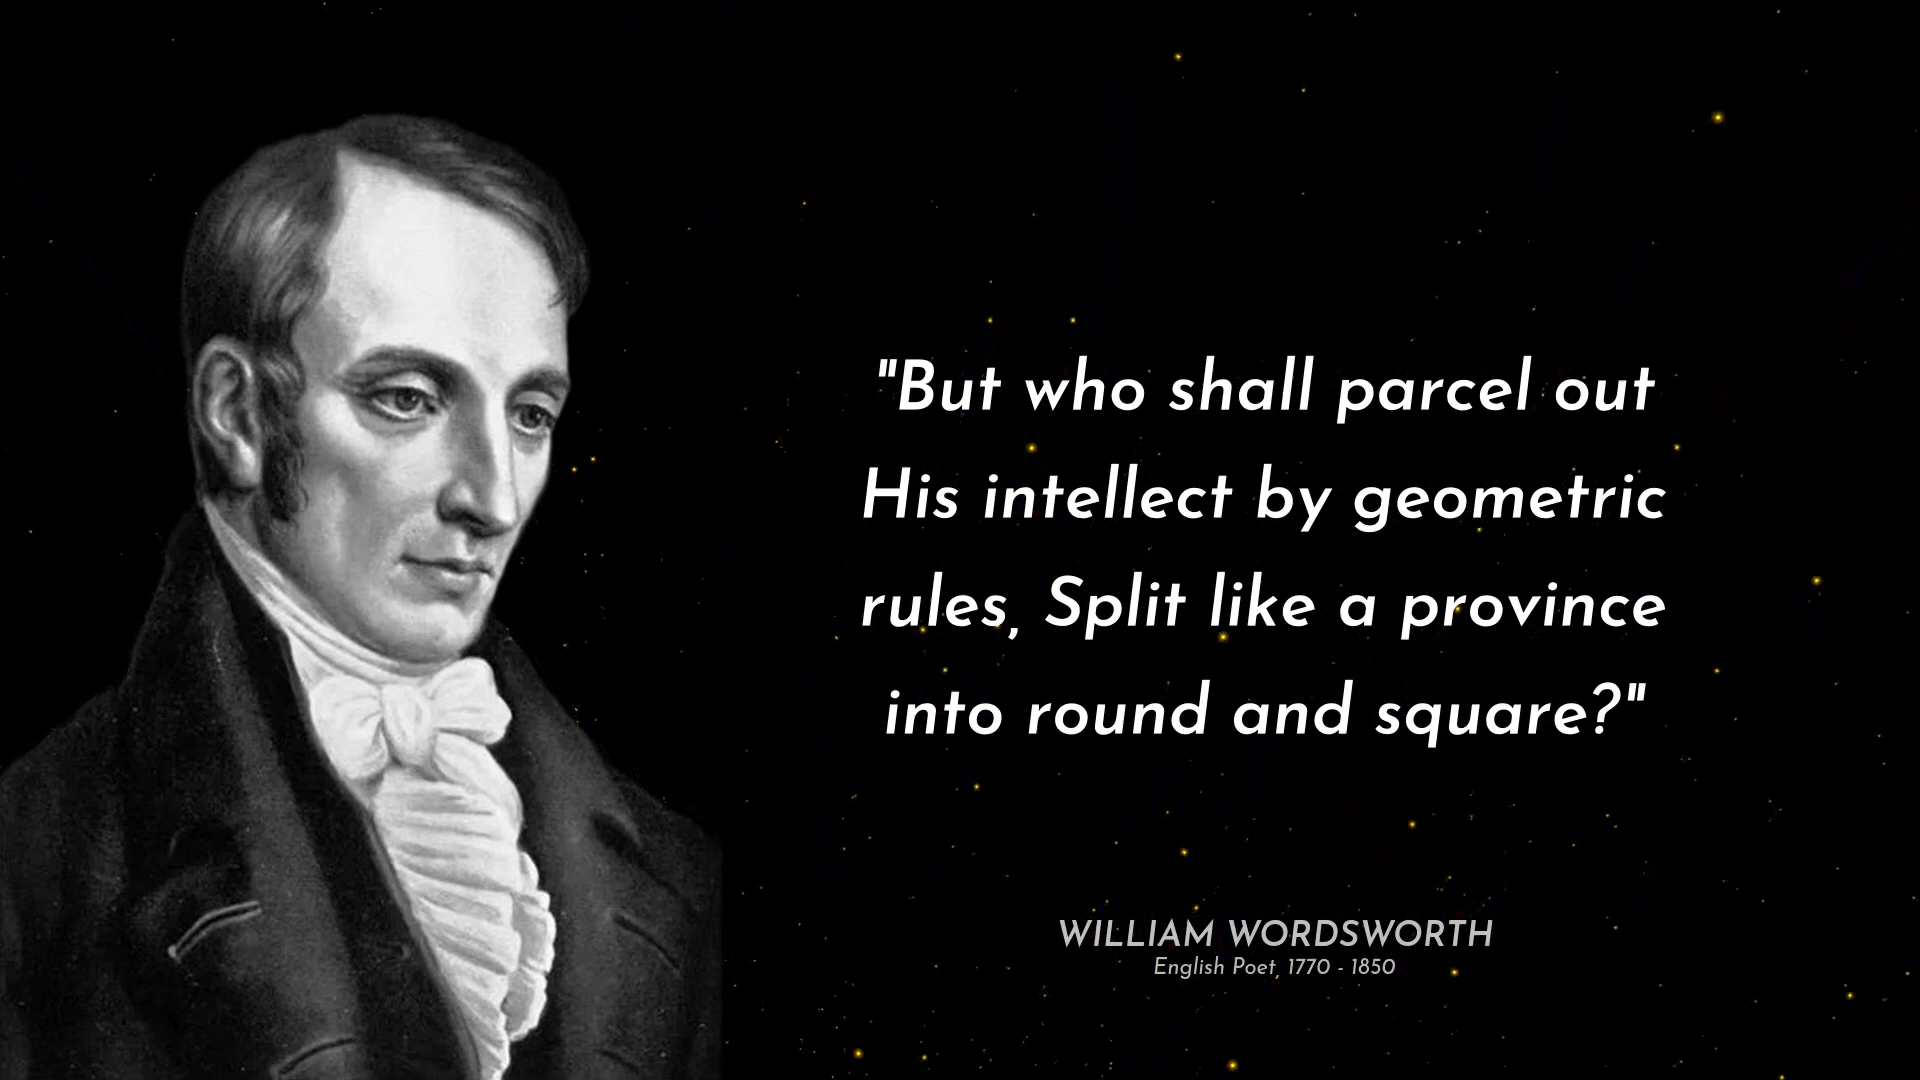 "But who shall parcel out
His intellect by geometric
rules, Split like a province
into round and square?"
WILLIAM WORDSWORTH
English Poet, 1770 - 1850